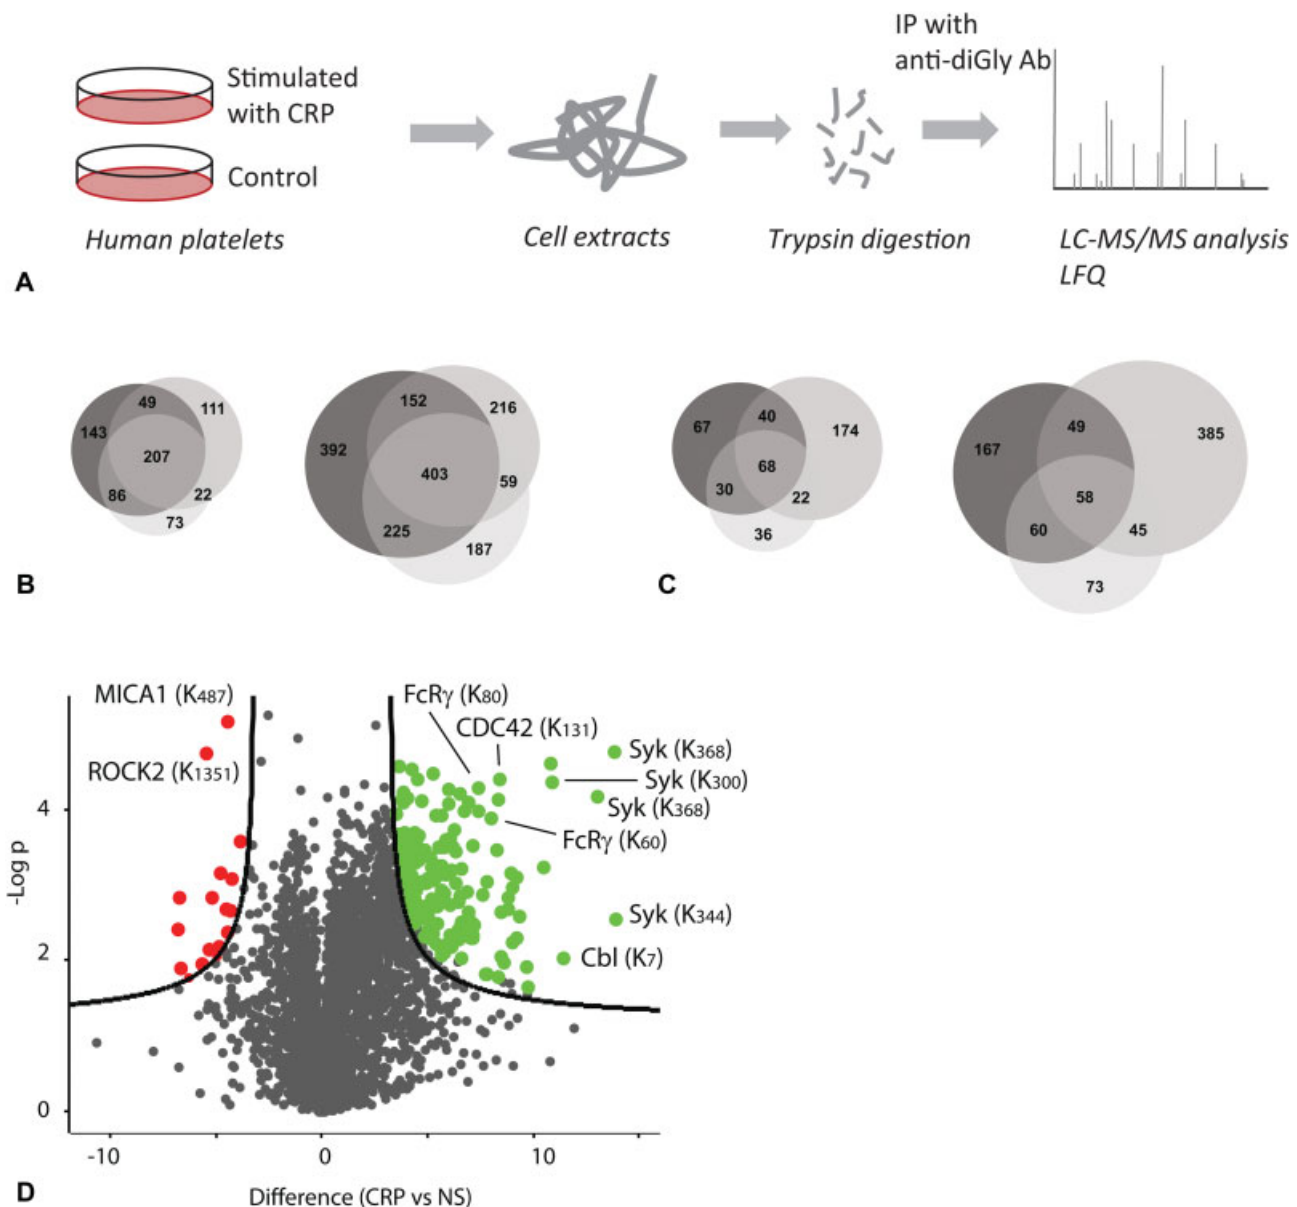 IP with
anti-diGly Ab
Stimulated
with CRP
Control
Human platelets
Cell extracts
Trypsin digestion
LC-MS/MS analysis
LFQ
A
49
111
143
207
86
22
73
152
216
392
403
59
225
187
B
67
40
174
68
30
22
36
167
49
385
58
60
45
73
C
MICA1 (K487)
FcRγ (K80)
CDC42 (K131)
ROCK2 (K1351)
Syk (K368)
Syk (K300)
Syk (K368)
FcRγ (K60)
Syk (K344)
Cbl (K7)
4
-Log p
2
0
-10
0
10
D
Difference (CRP vs NS)